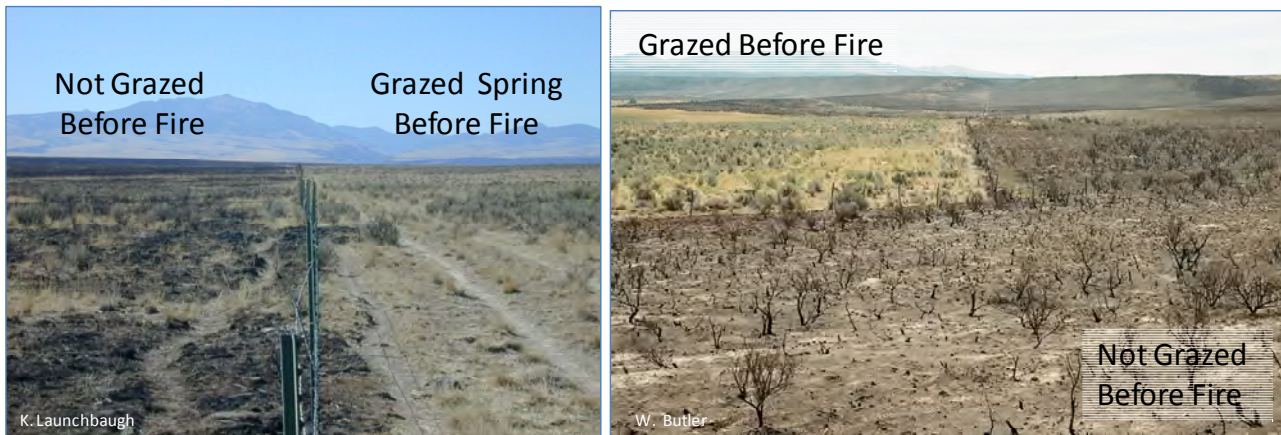 Not Grazed
Before Fire
Grazed Spring
Before Fire
K. Launchbaugh
Grazed Before Fire
Not Grazed
Before Fire
W. Butler